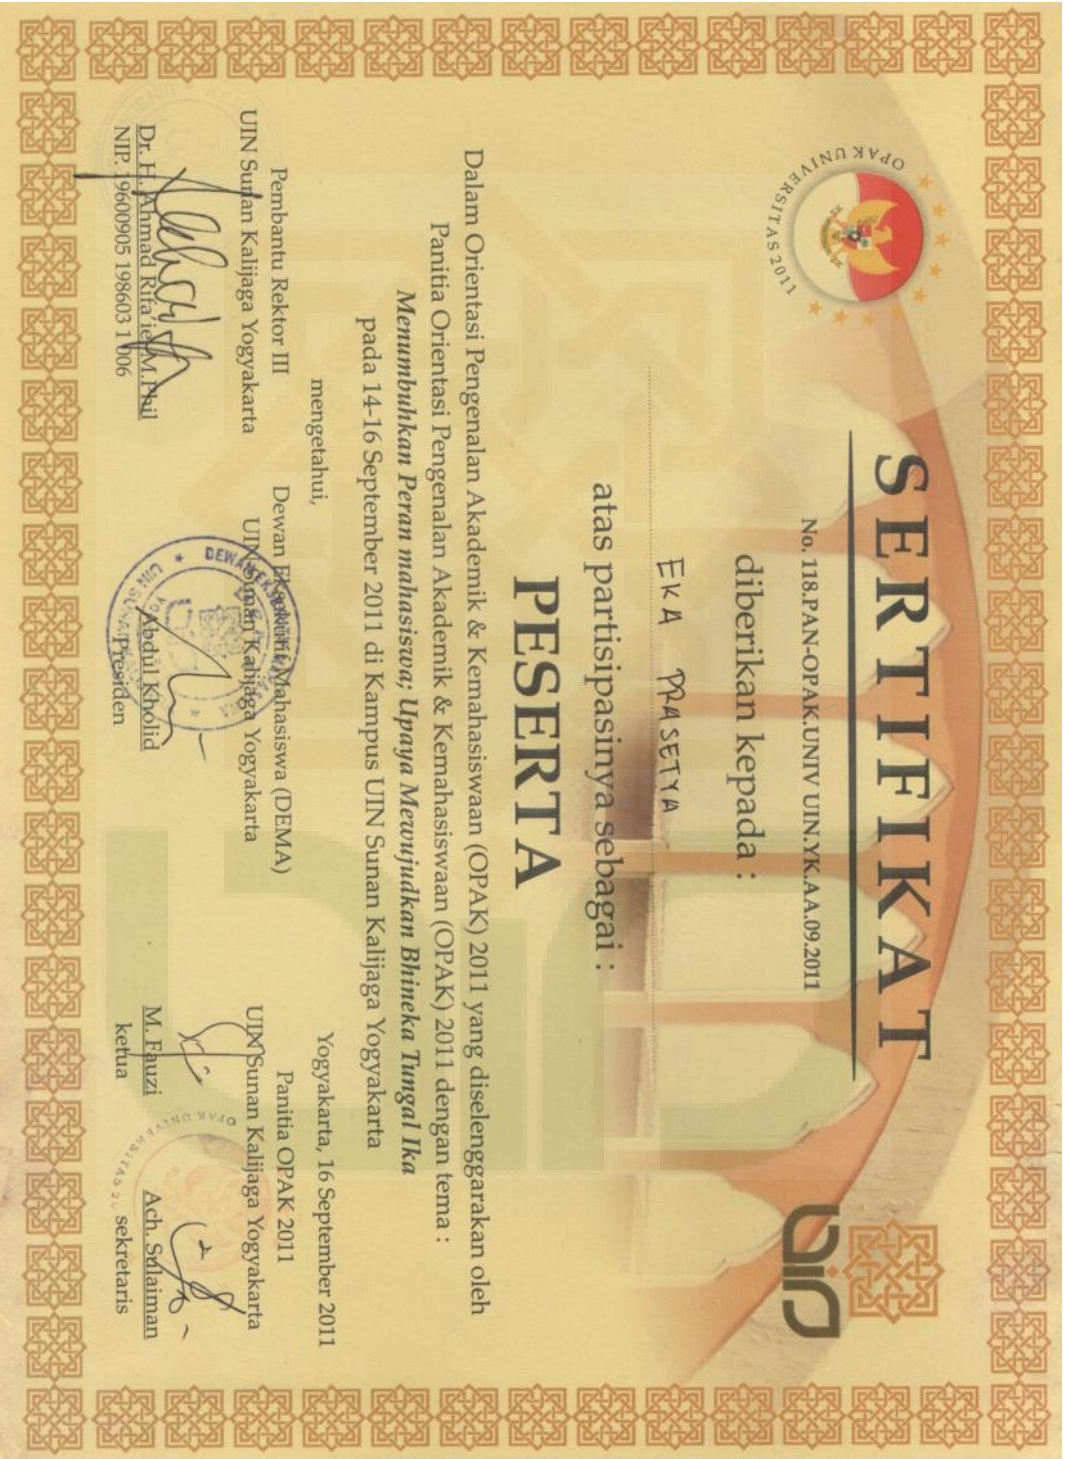 OPAK UNIVERSITAS 2011
uin
SERTIFIKAT
No. 118.PAN-OPAK.UNIV UIN.YK.AA.09.2011
diberikan kepada :
EKA PRASETYA
atas partisipasinya sebagai :
PESERTA
Dalam Orientasi Pengenalan Akademik & Kemahasiswaan (OPAK) 2011 yang diselenggarakan oleh
Panitia Orientasi Pengenalan Akademik & Kemahasiswaan (OPAK) 2011 dengan tema :
Menumbuhkan Peran mahasiswa; Upaya Mewujudkan Bhineka Tungal Ika
pada 14-16 September 2011 di Kampus UIN Sunan Kalijaga Yogyakarta
Yogyakarta, 16 September 2011
mengetahui,
Pembantu Rektor III
UIN Sunan Kalijaga Yogyakarta
Dr. H. Ahmad Rifa'ie, M.Phil
NIP. 19600905 198603 1 006
Dewan Eksekutif Mahasiswa (DEMA)
UIN Sunan Kalijaga Yogyakarta
Abdul Kholid
Presiden
Panitia OPAK 2011
UIN Sunan Kalijaga Yogyakarta
M. Fauzi
ketua
Ach. Sulaiman
sekretaris
OPAK UNIVERSITAS 2